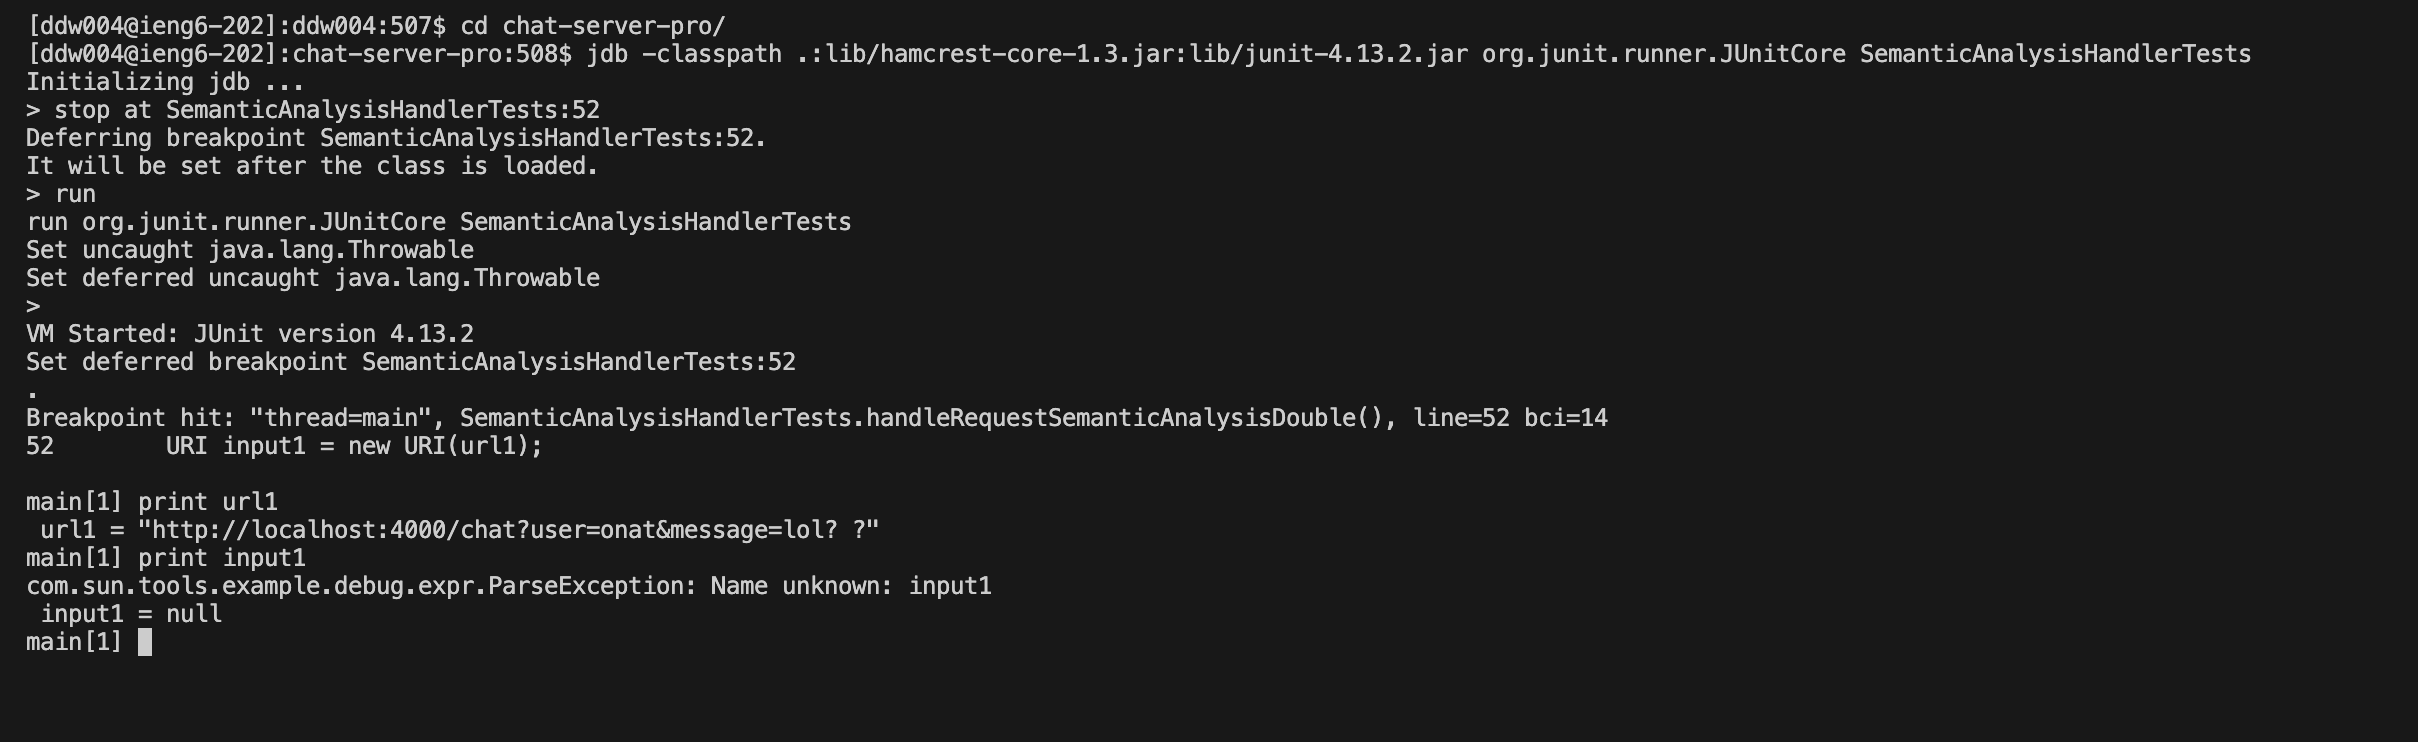 [ddw004@ieng6-202]:ddw004:507$ cd chat-server-pro/
[ddw004@ieng6-202]:chat-server-pro:508$ jdb -classpath .:lib/hamcrest-core-1.3.jar:lib/junit-4.13.2.jar org.junit.runner.JUnitCore SemanticAnalysisHandlerTests
Initializing jdb ...
> stop at SemanticAnalysisHandlerTests:52
Deferring breakpoint SemanticAnalysisHandlerTests:52.
It will be set after the class is loaded.
> run
run org.junit.runner.JUnitCore SemanticAnalysisHandlerTests
Set uncaught java.lang.Throwable
Set deferred uncaught java.lang.Throwable
>
VM Started: JUnit version 4.13.2
Set deferred breakpoint SemanticAnalysisHandlerTests:52
.
Breakpoint hit: "thread=main", SemanticAnalysisHandlerTests.handleRequestSemanticAnalysisDouble(), line=52 bci=14
52        URI input1 = new URI(url1);
main[1] print url1
 url1 = "http://localhost:4000/chat?user=onat&message=lol? ?"
main[1] print input1
com.sun.tools.example.debug.expr.ParseException: Name unknown: input1
 input1 = null
main[1]